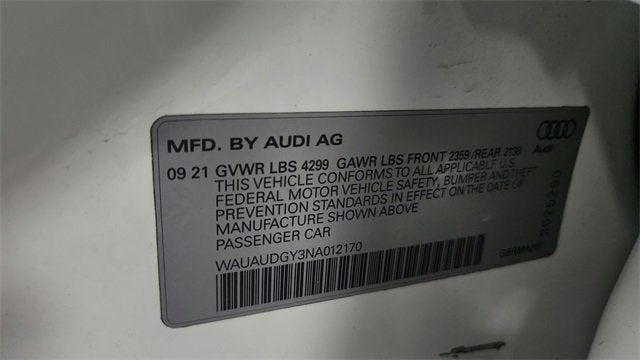 MFD. BY AUDI AG
Audi
09 21 GVWR LBS 4299 GAWR LBS FRONT 2359 /REAR 2138
THIS VEHICLE CONFORMS TO ALL APPLICABLE U.S.
FEDERAL MOTOR VEHICLE SAFETY, BUMPER AND THEFT
PREVENTION STANDARDS IN EFFECT ON THE DATE OF
MANUFACTURE SHOWN ABOVE
PASSENGER CAR
WAUAUDGY3NA012170
GERMANY